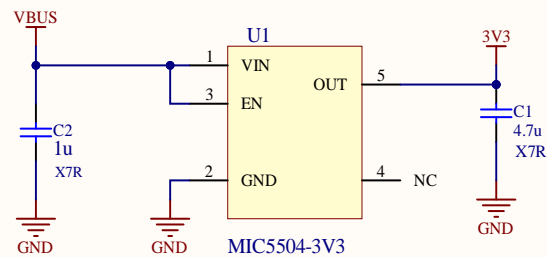 VBUS
U1
3V3
1
VIN
OUT
5
3
EN
C2
1u
X7R
C1
4.7u
X7R
2
GND
4
NC
GND
GND
GND
MIC5504-3V3